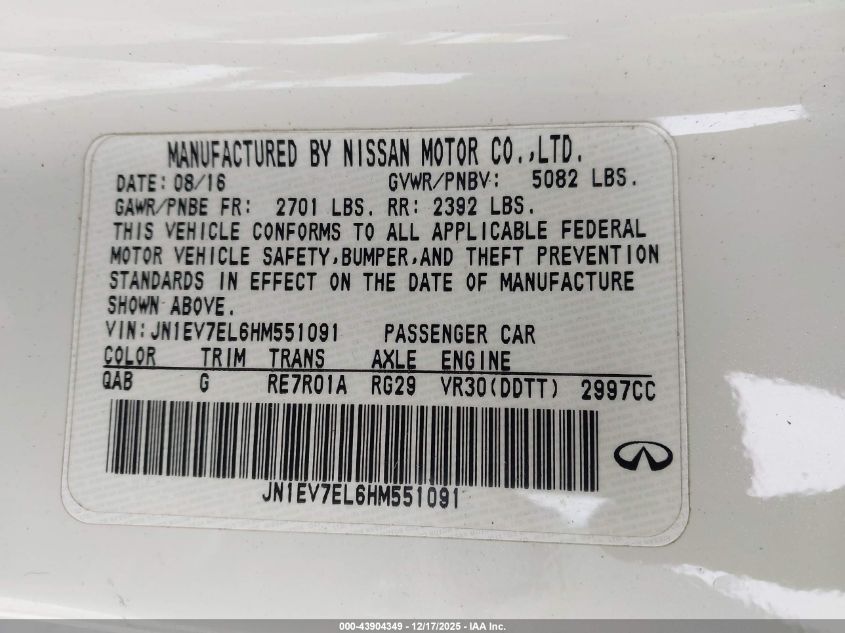 MANUFACTURED BY NISSAN MOTOR CO.,LTD.
DATE: 08/16 GVWR/PNBV: 5082 LBS.
GAWR/PNBE FR: 2701 LBS. RR: 2392 LBS.
THIS VEHICLE CONFORMS TO ALL APPLICABLE FEDERAL
MOTOR VEHICLE SAFETY,BUMPER,AND THEFT PREVENTION
STANDARDS IN EFFECT ON THE DATE OF MANUFACTURE
SHOWN ABOVE.
VIN: JN1EV7EL6HM551091 PASSENGER CAR
COLOR TRIM TRANS AXLE ENGINE
QAB G RE7R01A RG29 VR30(DDTT) 2997CC
JN1EV7EL6HM551091
000-43904349 - 12/17/2025 - IAA Inc.